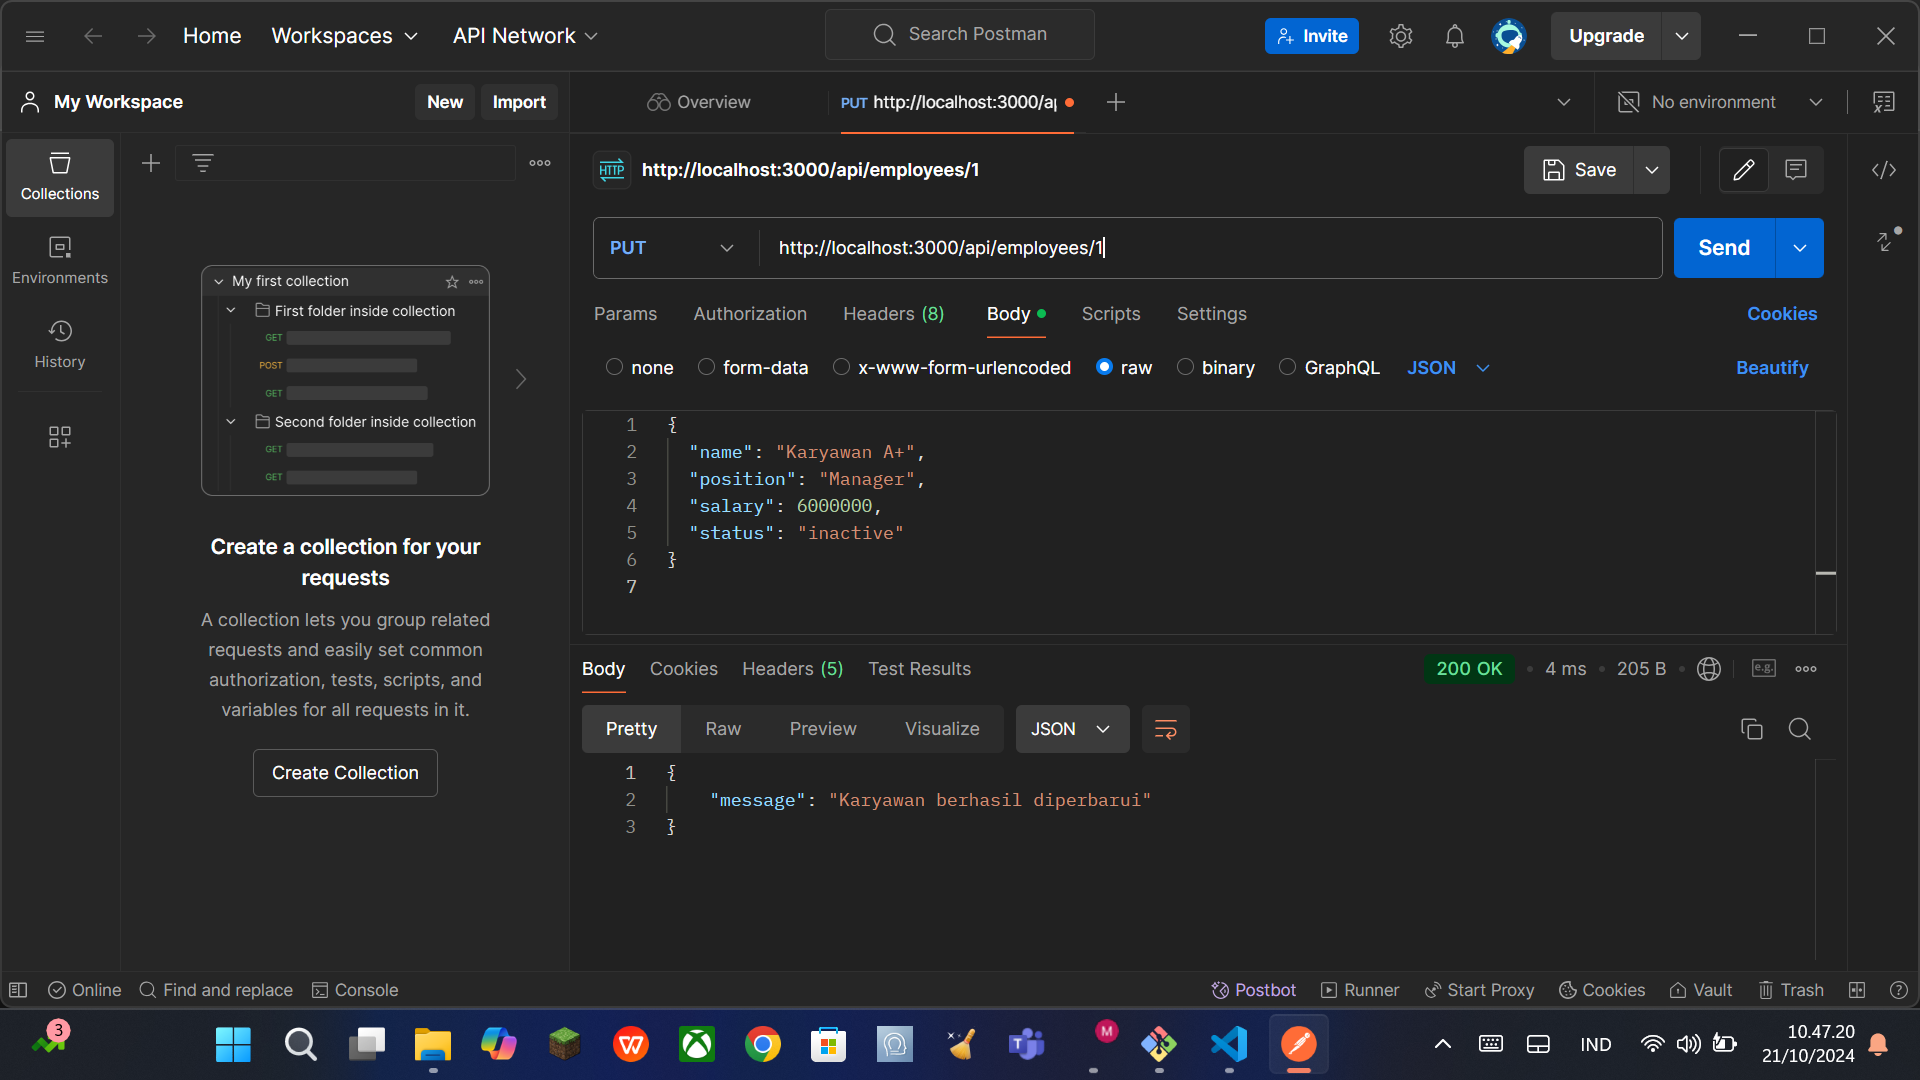 Home
Workspaces
API Network
Search Postman
Invite
Upgrade
My Workspace
New
Import
Overview
PUT http://localhost:3000/ap
No environment
Collections
Environments
History
My first collection
First folder inside collection
GET
POST
GET
Second folder inside collection
GET
GET
Create a collection for your
requests
A collection lets you group related
requests and easily set common
authorization, tests, scripts, and
variables for all requests in it.
Create Collection
HTTP
http://localhost:3000/api/employees/1
Save
PUT
http://localhost:3000/api/employees/1
Send
Params
Authorization
Headers (8)
Body
Scripts
Settings
Cookies
none
form-data
x-www-form-urlencoded
raw
binary
GraphQL
JSON
Beautify
1 {
2 "name": "Karyawan A+",
3 "position": "Manager",
4 "salary": 6000000,
5 "status": "inactive"
6 }
7
Body
Cookies
Headers (5)
Test Results
200 OK
4 ms
205 B
e.g.
Pretty
Raw
Preview
Visualize
JSON
1 {
2 "message": "Karyawan berhasil diperbarui"
3 }
Online
Find and replace
Console
Postbot
Runner
Start Proxy
Cookies
Vault
Trash
3
W
T
M
IND
10.47.20
21/10/2024